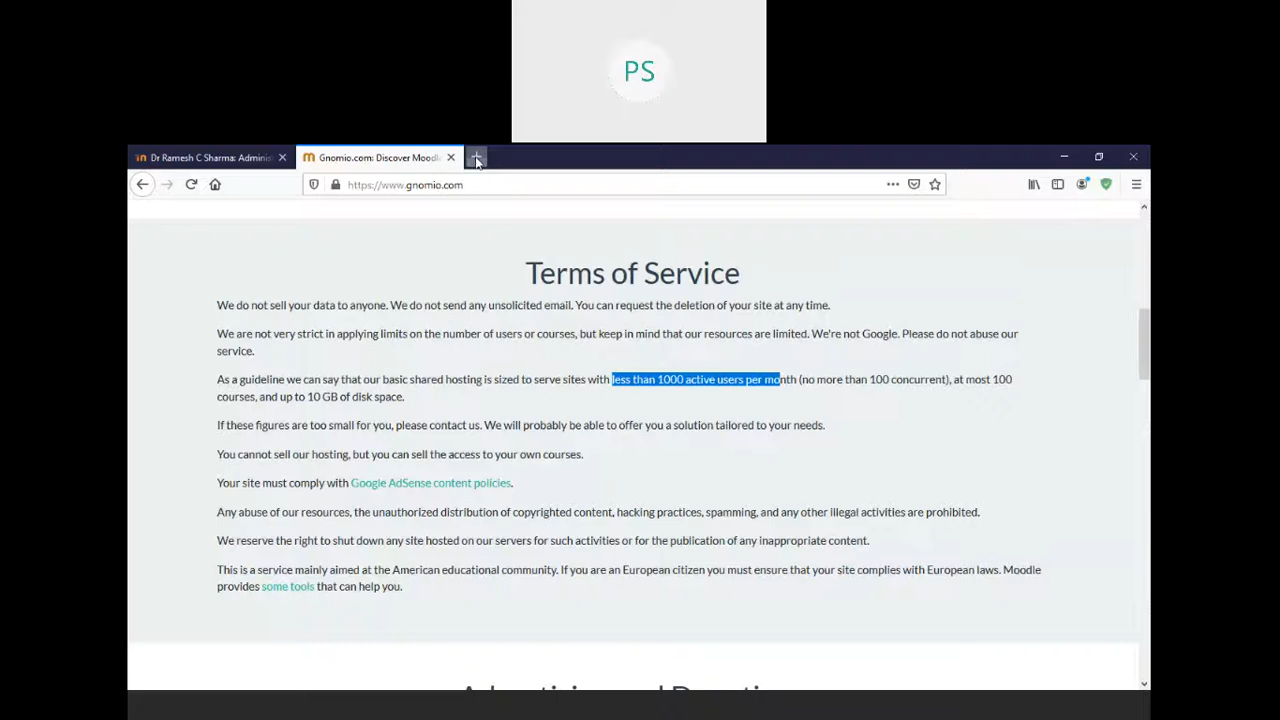 PS
Dr Ramesh C Sharma: Adminis
Gnomio.com: Discover Moodl
https://www.gnomio.com
Terms of Service
We do not sell your data to anyone. We do not send any unsolicited email. You can request the deletion of your site at any time.
We are not very strict in applying limits on the number of users or courses, but keep in mind that our resources are limited. We're not Google. Please do not abuse our
service.
As a guideline we can say that our basic shared hosting is sized to serve sites with less than 1000 active users per month (no more than 100 concurrent), at most 100
courses, and up to 10 GB of disk space.
If these figures are too small for you, please contact us. We will probably be able to offer you a solution tailored to your needs.
You cannot sell our hosting, but you can sell the access to your own courses.
Your site must comply with Google AdSense content policies.
Any abuse of our resources, the unauthorized distribution of copyrighted content, hacking practices, spamming, and any other illegal activities are prohibited.
We reserve the right to shut down any site hosted on our servers for such activities or for the publication of any inappropriate content.
This is a service mainly aimed at the American educational community. If you are an European citizen you must ensure that your site complies with European laws. Moodle
provides some tools that can help you.